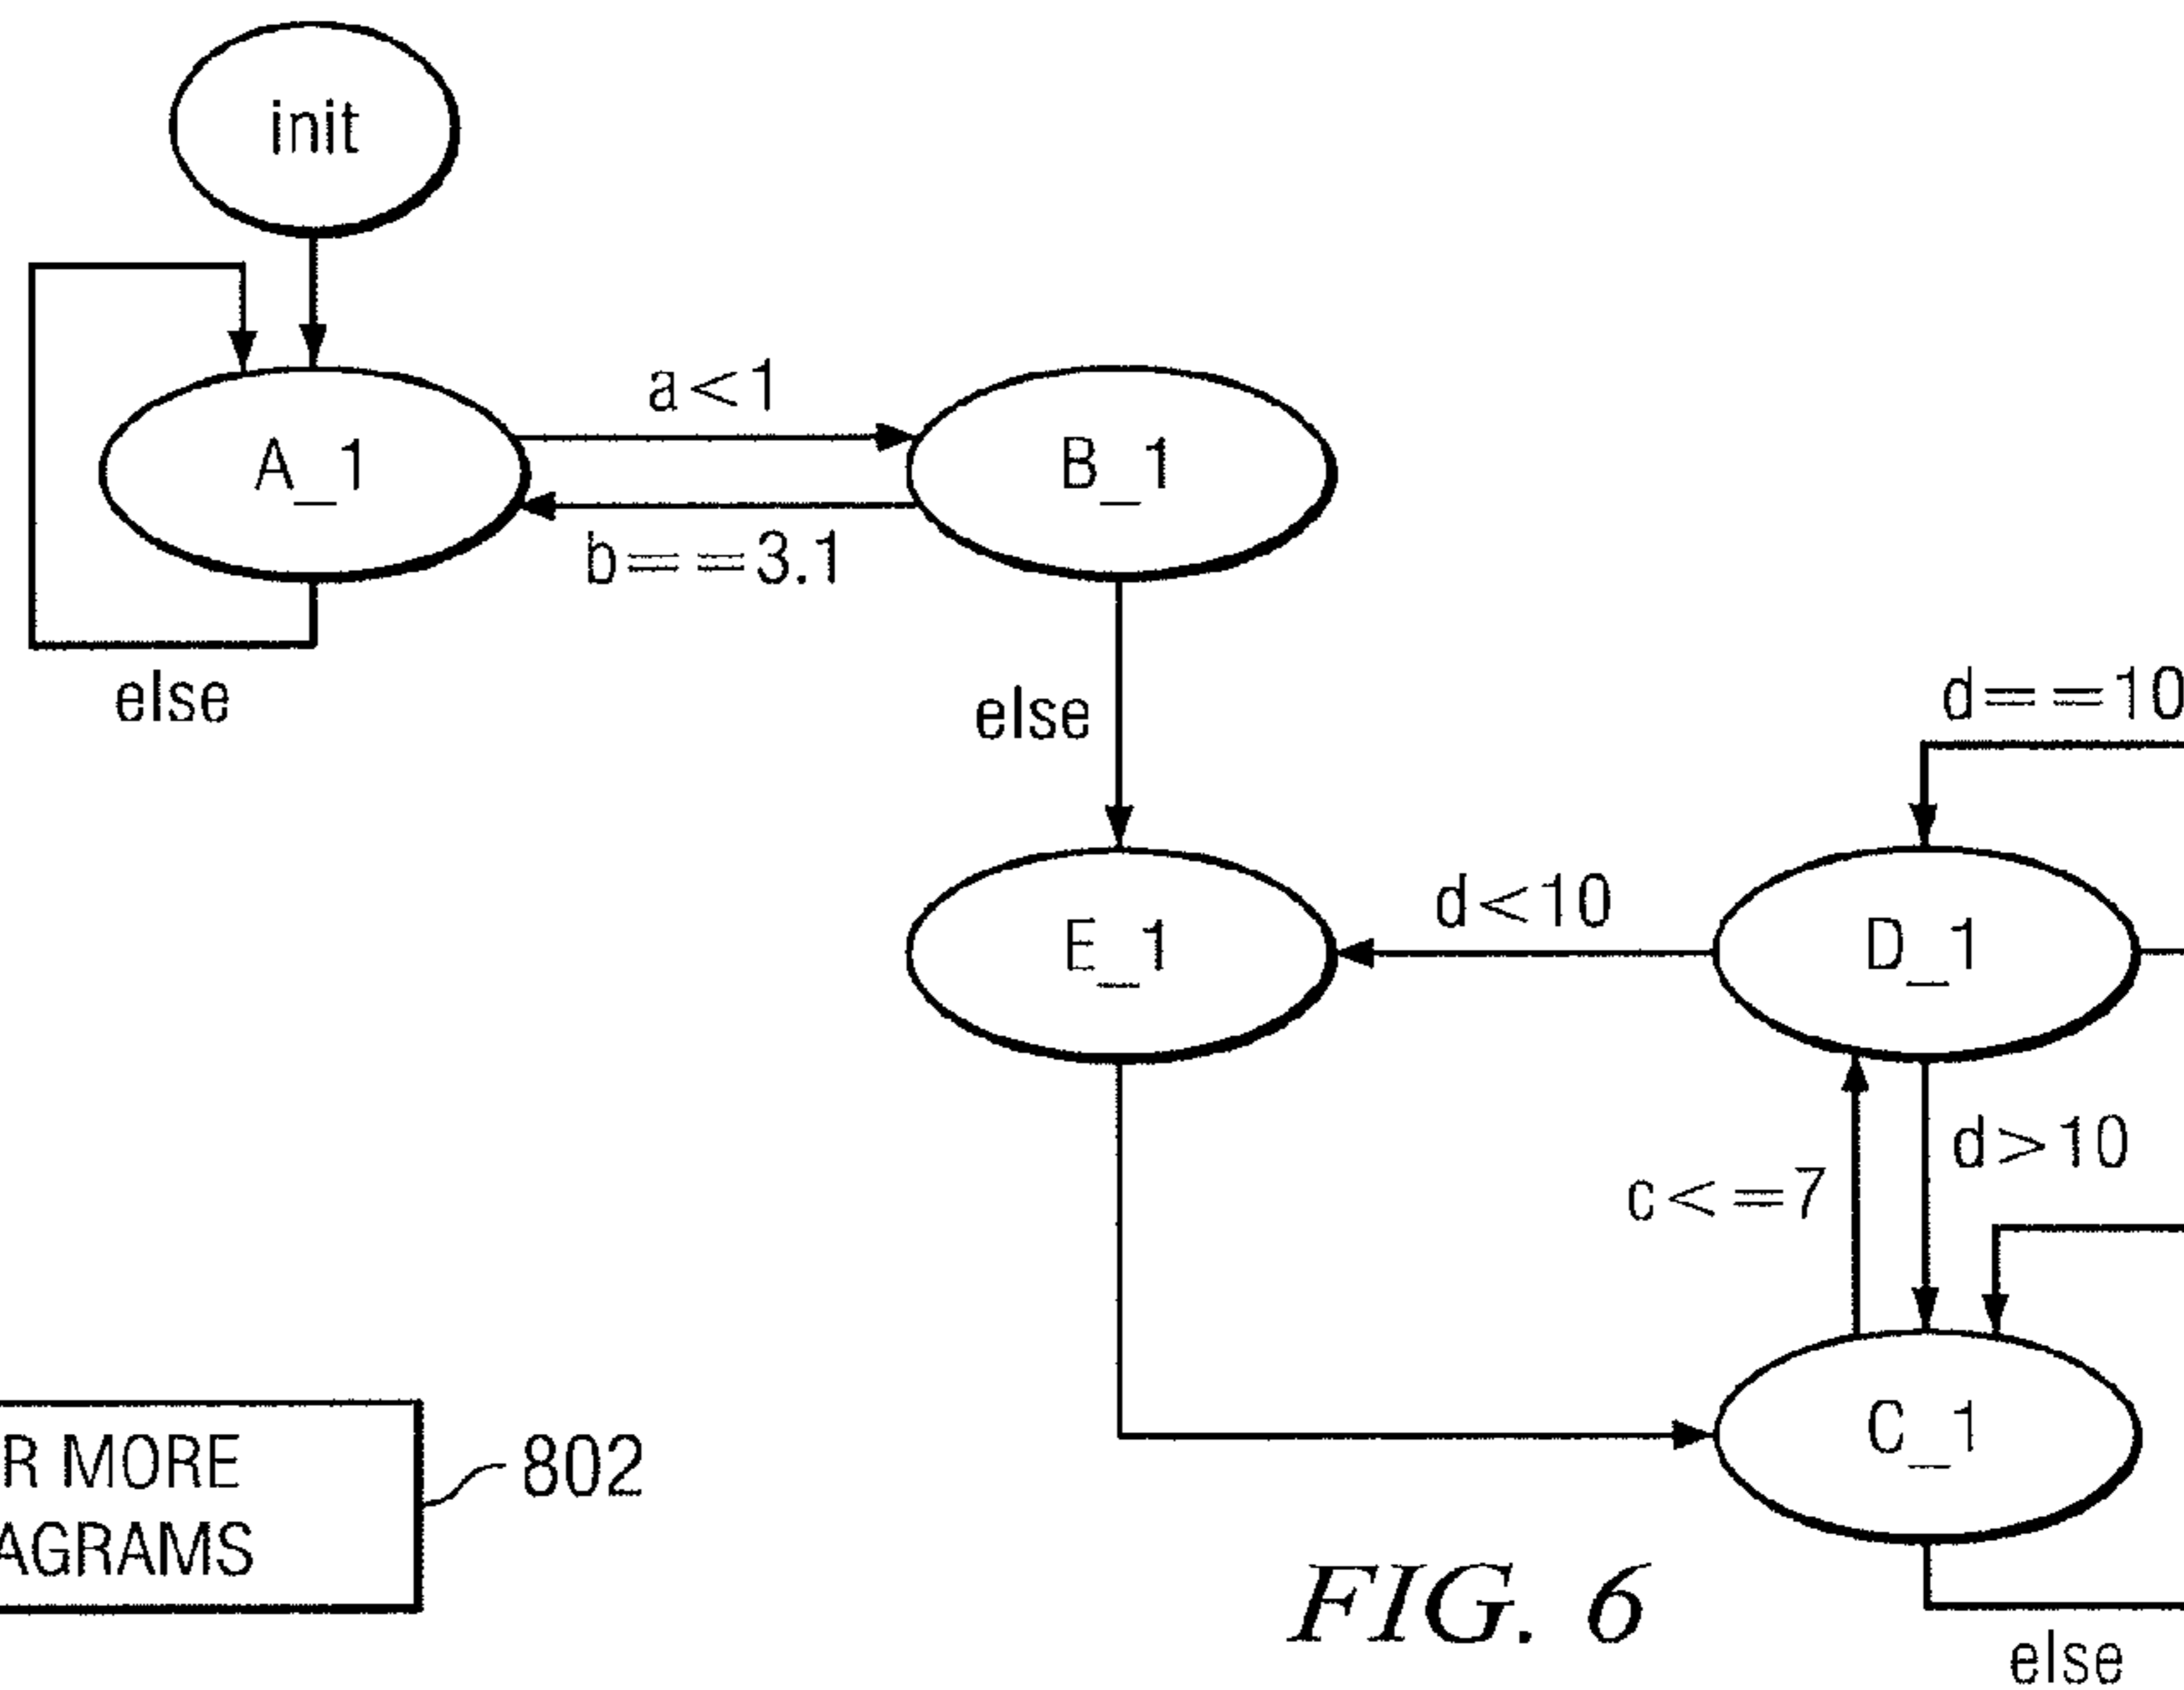 init
a<1
A_1
B_1
b==3.1
else
else
d==10
d<10
E_1
D_1
d>10
c<=7
C_1
R MORE
AGRAMS
802
FIG. 6
else